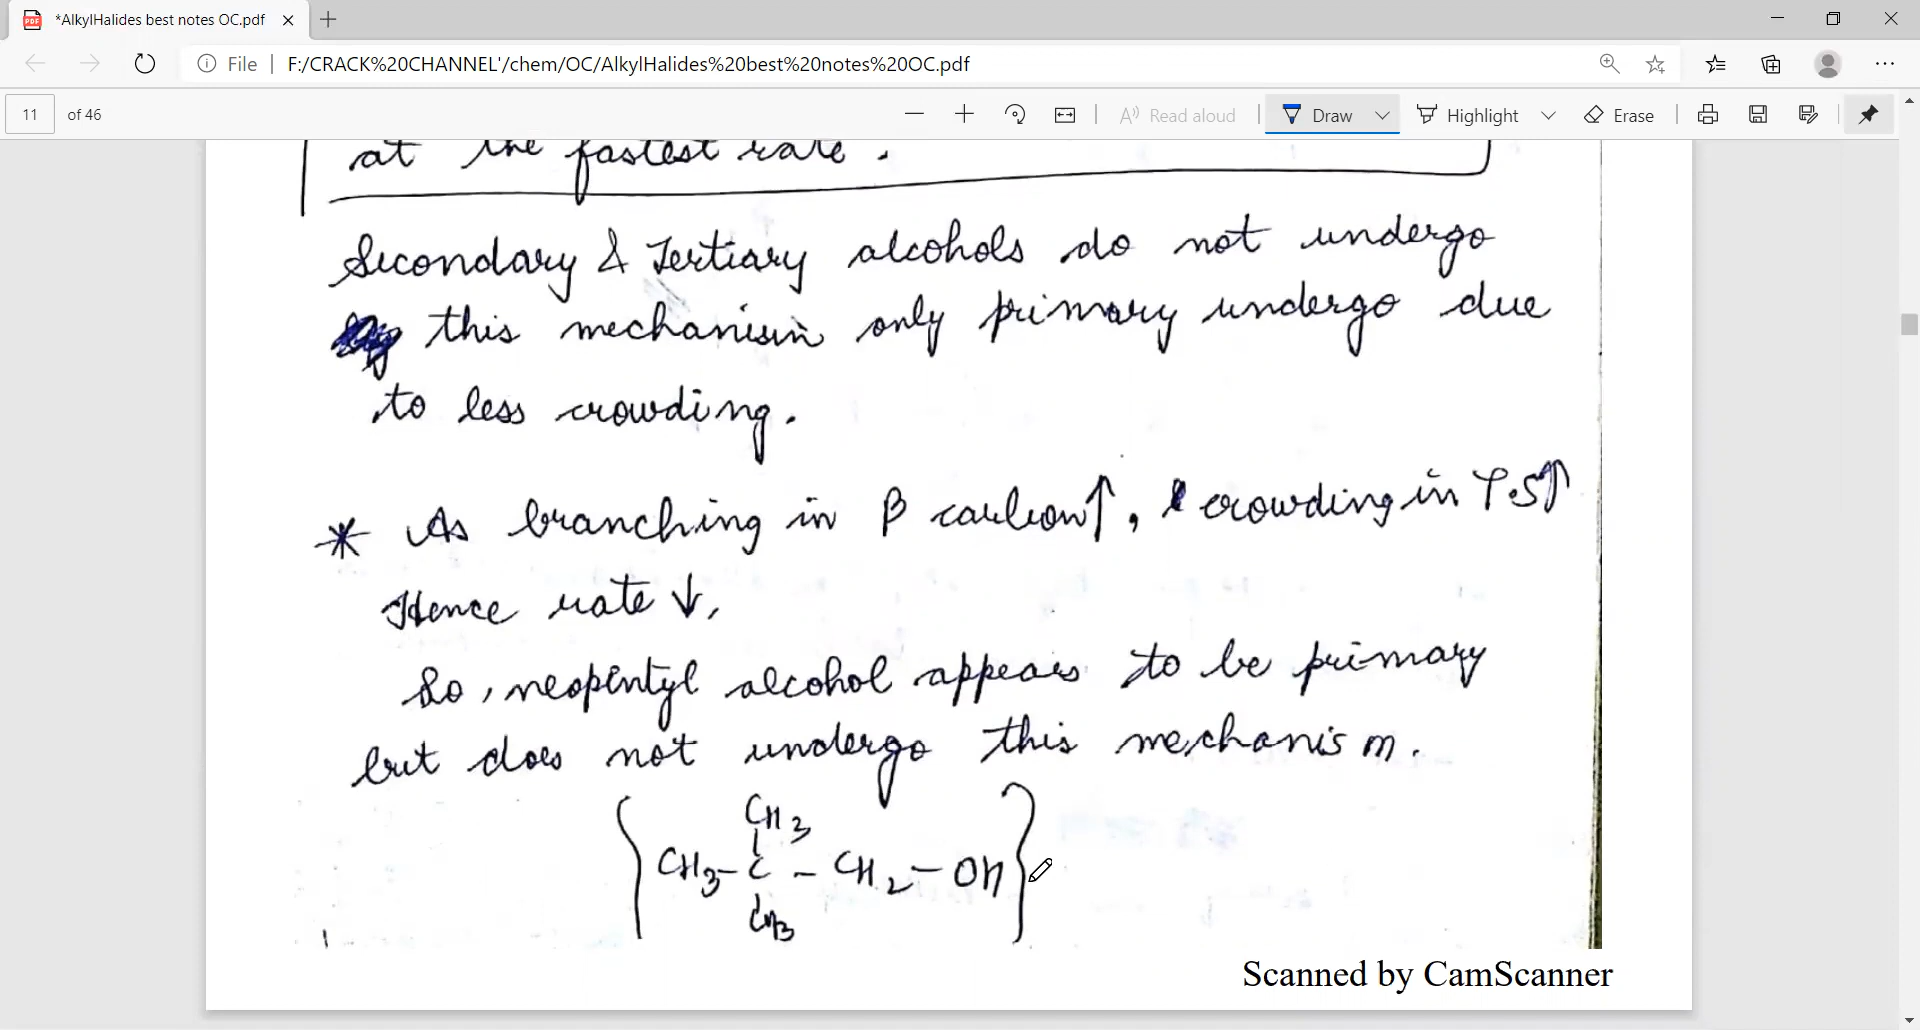 *AlkylHalides best notes OC.pdf
File | F:/CRACK%20CHANNEL'/chem/OC/AlkylHalides%20best%20notes%20OC.pdf
11 of 46 Read aloud Draw Highlight Erase
at the fastest rate.
Secondary & Tertiary alcohols do not undergo
this mechanism only primary undergo due
to less crowding.
* As branching in β carbon↑, crowding in T.S↑
Hence rate ↓,
So, neopentyl alcohol appears to be primary
but does not undergo this mechanism.
CH3
CH3-C-CH2-OH
CH3
Scanned by CamScanner